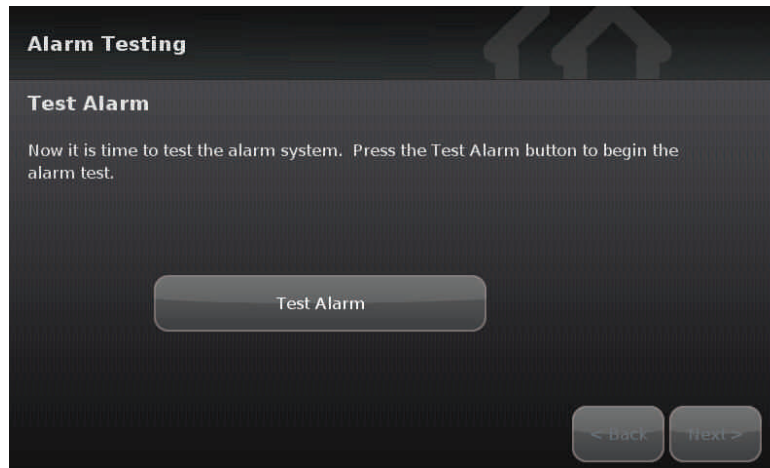 Alarm Testing
Test Alarm
Now it is time to test the alarm system.  Press the Test Alarm button to begin the
alarm test.
Test Alarm
< Back
Next >